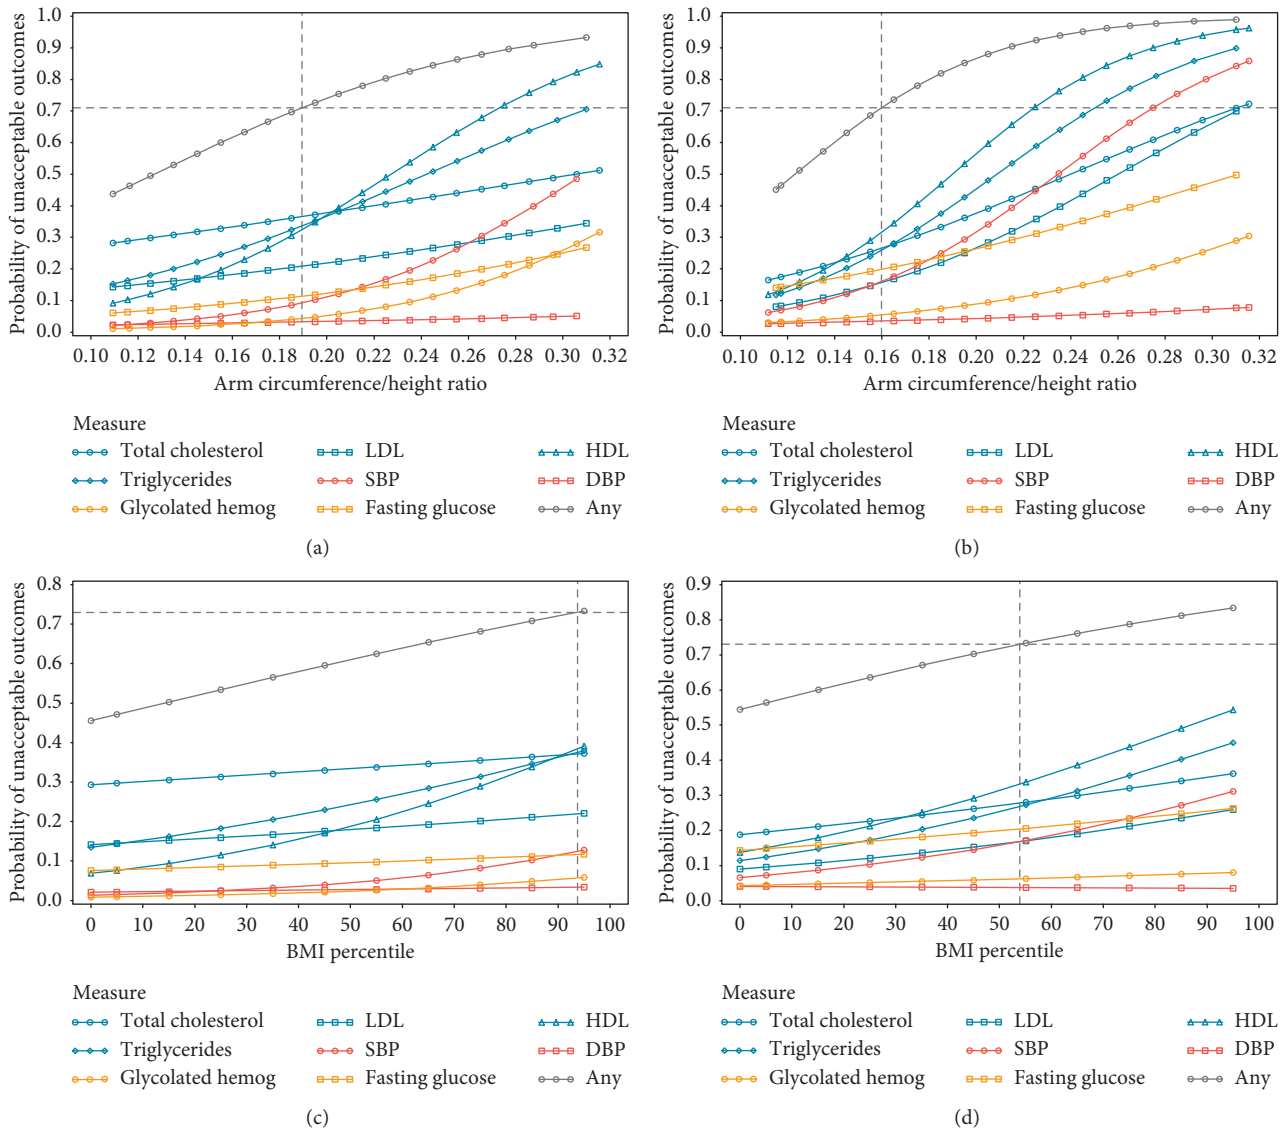 Probability of unacceptable outcomes
1.0
0.9
0.8
0.7
0.6
0.5
0.4
0.3
0.2
0.1
0.0
0.10 0.12 0.14 0.16 0.18 0.20 0.22 0.24 0.26 0.28 0.30 0.32
Arm circumference/height ratio
Measure
Total cholesterol LDL HDL
Triglycerides SBP DBP
Glycolated hemog Fasting glucose Any
(a)
Probability of unacceptable outcomes
1.0
0.9
0.8
0.7
0.6
0.5
0.4
0.3
0.2
0.1
0.0
0.10 0.12 0.14 0.16 0.18 0.20 0.22 0.24 0.26 0.28 0.30 0.32
Arm circumference/height ratio
Measure
Total cholesterol LDL HDL
Triglycerides SBP DBP
Glycolated hemog Fasting glucose Any
(b)
Probability of unacceptable outcomes
0.8
0.7
0.6
0.5
0.4
0.3
0.2
0.1
0.0
0 10 20 30 40 50 60 70 80 90 100
BMI percentile
Measure
Total cholesterol LDL HDL
Triglycerides SBP DBP
Glycolated hemog Fasting glucose Any
(c)
Probability of unacceptable outcomes
0.9
0.8
0.7
0.6
0.5
0.4
0.3
0.2
0.1
0.0
0 10 20 30 40 50 60 70 80 90 100
BMI percentile
Measure
Total cholesterol LDL HDL
Triglycerides SBP DBP
Glycolated hemog Fasting glucose Any
(d)